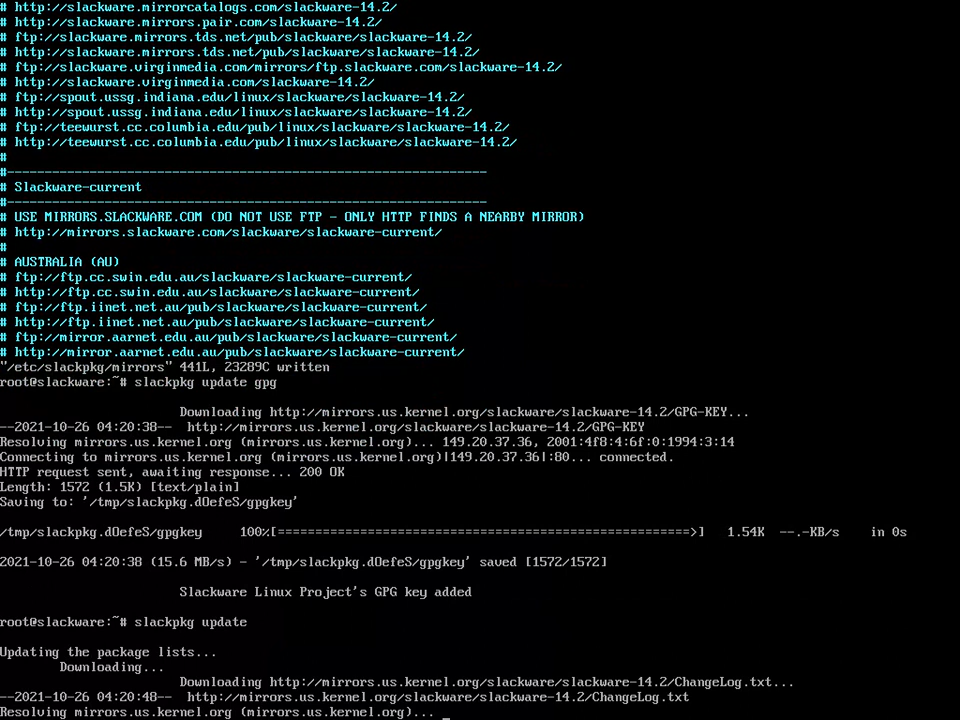 # http://slackware.mirrorcatalogs.com/slackware-14.2/
# http://slackware.mirrors.pair.com/slackware-14.2/
# ftp://slackware.mirrors.tds.net/pub/slackware/slackware-14.2/
# http://slackware.mirrors.tds.net/pub/slackware/slackware-14.2/
# ftp://slackware.virginmedia.com/mirrors/ftp.slackware.com/slackware-14.2/
# http://slackware.virginmedia.com/slackware-14.2/
# ftp://spout.ussg.indiana.edu/linux/slackware/slackware-14.2/
# http://spout.ussg.indiana.edu/linux/slackware/slackware-14.2/
# ftp://teewurst.cc.columbia.edu/pub/linux/slackware/slackware-14.2/
# http://teewurst.cc.columbia.edu/pub/linux/slackware/slackware-14.2/
#
#----------------------------------------------------------------
# Slackware-current
#----------------------------------------------------------------
# USE MIRRORS.SLACKWARE.COM (DO NOT USE FTP - ONLY HTTP FINDS A NEARBY MIRROR)
# http://mirrors.slackware.com/slackware/slackware-current/
#
# AUSTRALIA (AU)
# ftp://ftp.cc.swin.edu.au/slackware/slackware-current/
# http://ftp.cc.swin.edu.au/slackware/slackware-current/
# ftp://ftp.iinet.net.au/pub/slackware/slackware-current/
# http://ftp.iinet.net.au/pub/slackware/slackware-current/
# ftp://mirror.aarnet.edu.au/pub/slackware/slackware-current/
# http://mirror.aarnet.edu.au/pub/slackware/slackware-current/
"/etc/slackpkg/mirrors" 441L, 23289C written
root@slackware:~# slackpkg update gpg
Downloading http://mirrors.us.kernel.org/slackware/slackware-14.2/GPG-KEY...
--2021-10-26 04:20:38--  http://mirrors.us.kernel.org/slackware/slackware-14.2/GPG-KEY
Resolving mirrors.us.kernel.org (mirrors.us.kernel.org)... 149.20.37.36, 2001:4f8:4:6f:0:1994:3:14
Connecting to mirrors.us.kernel.org (mirrors.us.kernel.org)|149.20.37.36|:80... connected.
HTTP request sent, awaiting response... 200 OK
Length: 1572 (1.5K) [text/plain]
Saving to: '/tmp/slackpkg.dOefeS/gpgkey'
/tmp/slackpkg.dOefeS/gpgkey     100%[=======================================================>]   1.54K  --.-KB/s    in 0s
2021-10-26 04:20:38 (15.6 MB/s) - '/tmp/slackpkg.dOefeS/gpgkey' saved [1572/1572]
Slackware Linux Project's GPG key added
root@slackware:~# slackpkg update
Updating the package lists...
Downloading...
Downloading http://mirrors.us.kernel.org/slackware/slackware-14.2/ChangeLog.txt...
--2021-10-26 04:20:48--  http://mirrors.us.kernel.org/slackware/slackware-14.2/ChangeLog.txt
Resolving mirrors.us.kernel.org (mirrors.us.kernel.org)... _